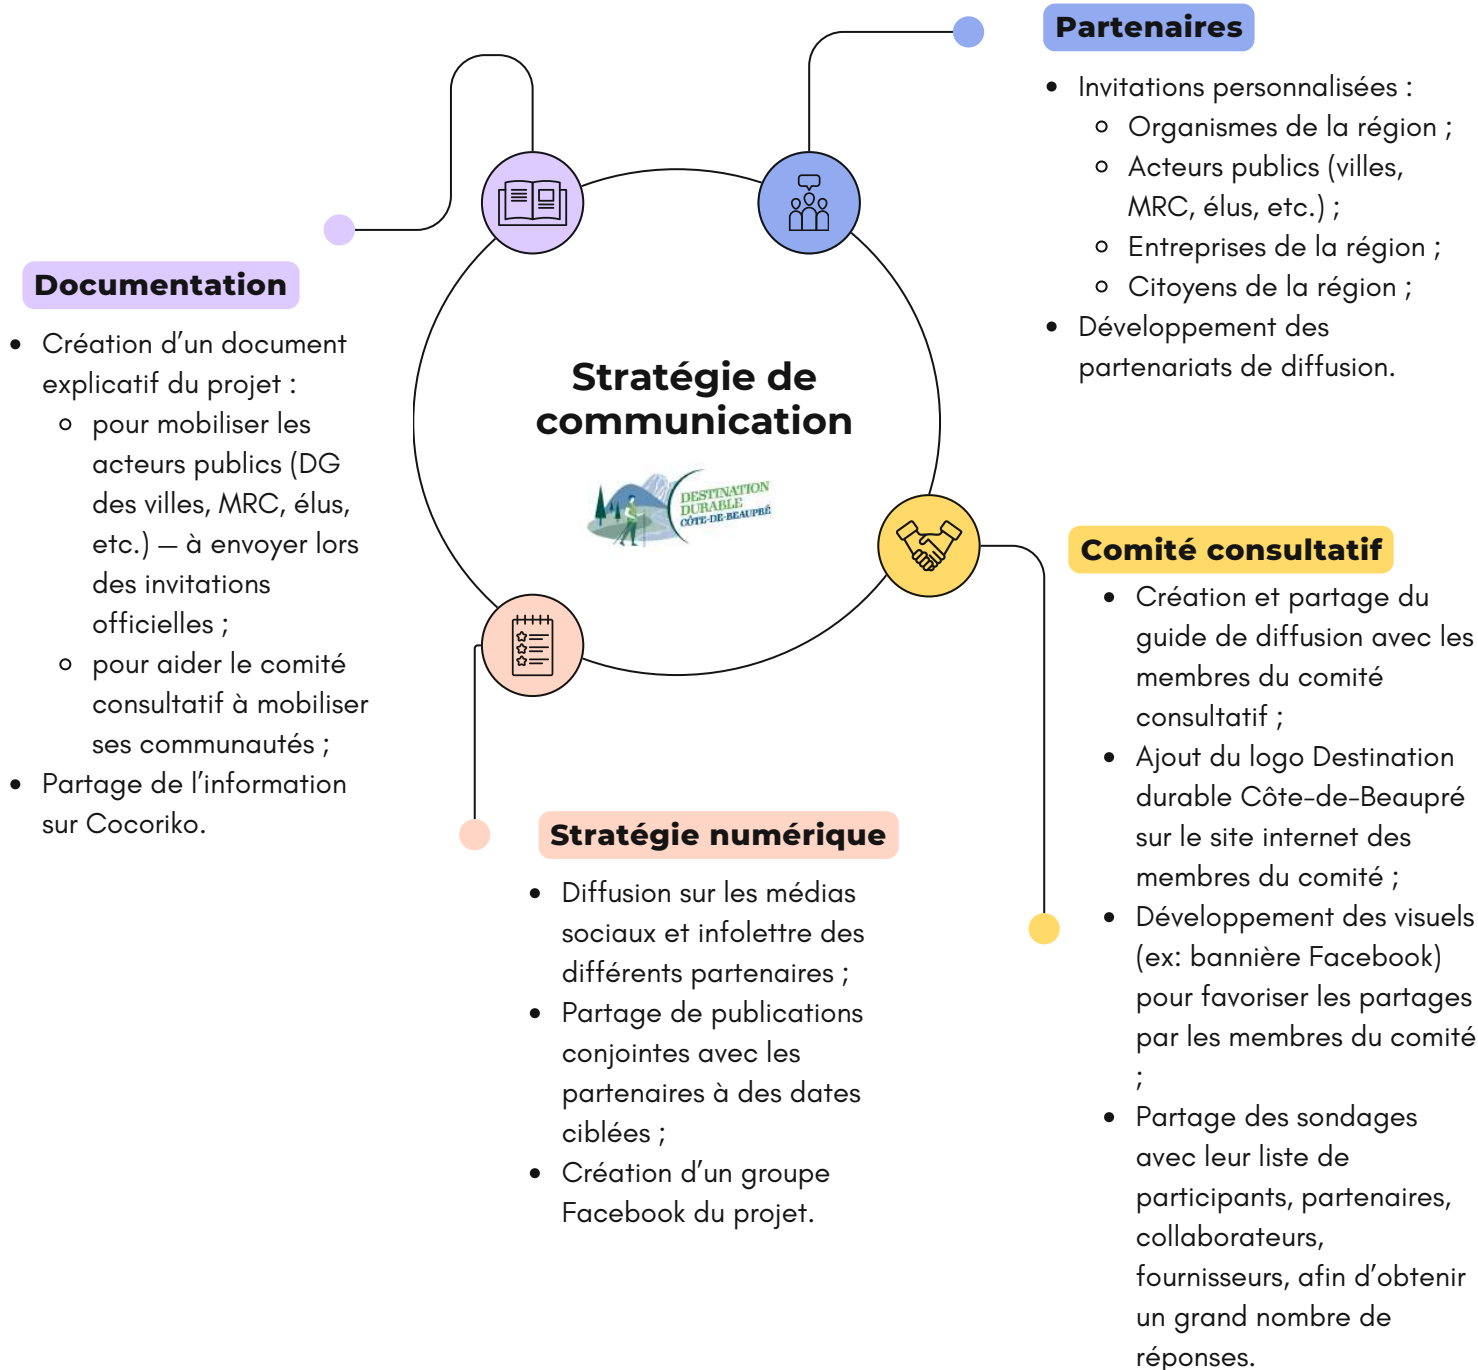 Partenaires
• Invitations personnalisées :
◦ Organismes de la région ;
◦ Acteurs publics (villes,
MRC, élus, etc.) ;
◦ Entreprises de la région ;
◦ Citoyens de la région ;
• Développement des
partenariats de diffusion.
Documentation
• Création d’un document
explicatif du projet :
◦ pour mobiliser les
acteurs publics (DG
des villes, MRC, élus,
etc.) — à envoyer lors
des invitations
officielles ;
◦ pour aider le comité
consultatif à mobiliser
ses communautés ;
• Partage de l’information
sur Cocoriko.
Stratégie de
communication
DESTINATION
DURABLE
CÔTE-DE-BEAUPRÉ
Comité consultatif
• Création et partage du
guide de diffusion avec les
membres du comité
consultatif ;
• Ajout du logo Destination
durable Côte-de-Beaupré
sur le site internet des
membres du comité ;
• Développement des visuels
(ex: bannière Facebook)
pour favoriser les partages
par les membres du comité
;
• Partage des sondages
avec leur liste de
participants, partenaires,
collaborateurs,
fournisseurs, afin d’obtenir
un grand nombre de
réponses.
Stratégie numérique
• Diffusion sur les médias
sociaux et infolettre des
différents partenaires ;
• Partage de publications
conjointes avec les
partenaires à des dates
ciblées ;
• Création d’un groupe
Facebook du projet.